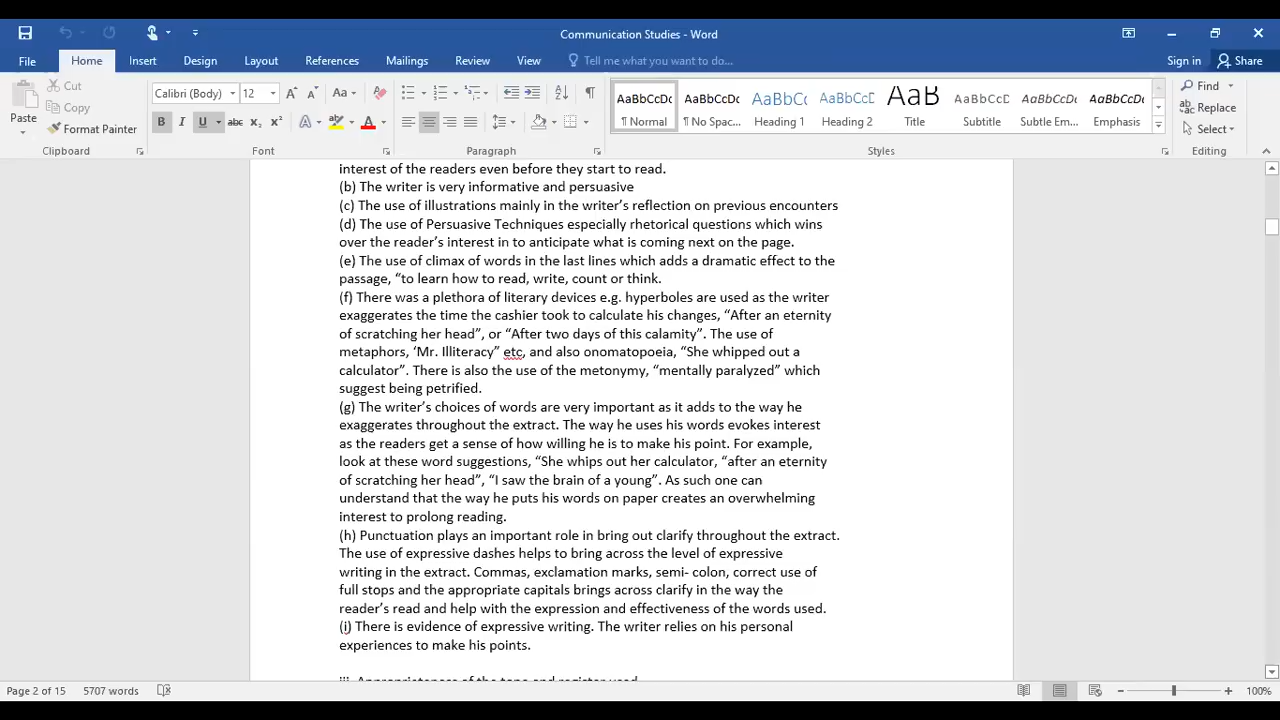 Communication Studies - Word
File Home Insert Design Layout References Mailings Review View Tell me what you want to do... Sign in Share
Cut
Copy
Format Painter
Paste
Clipboard
Calibri (Body) 12
Font
Paragraph
AaBbCcDc AaBbCcDc AaBbCc AaBbCcD AaB AaBbCcD AaBbCcDc AaBbCcDc
¶ Normal ¶ No Spac... Heading 1 Heading 2 Title Subtitle Subtle Em... Emphasis
Styles
Find
Replace
Select
Editing
interest of the readers even before they start to read.
(b) The writer is very informative and persuasive
(c) The use of illustrations mainly in the writer’s reflection on previous encounters
(d) The use of Persuasive Techniques especially rhetorical questions which wins
over the reader’s interest in to anticipate what is coming next on the page.
(e) The use of climax of words in the last lines which adds a dramatic effect to the
passage, “to learn how to read, write, count or think.
(f) There was a plethora of literary devices e.g. hyperboles are used as the writer
exaggerates the time the cashier took to calculate his changes, “After an eternity
of scratching her head”, or “After two days of this calamity”. The use of
metaphors, ‘Mr. Illiteracy” etc, and also onomatopoeia, “She whipped out a
calculator”. There is also the use of the metonymy, “mentally paralyzed” which
suggest being petrified.
(g) The writer’s choices of words are very important as it adds to the way he
exaggerates throughout the extract. The way he uses his words evokes interest
as the readers get a sense of how willing he is to make his point. For example,
look at these word suggestions, “She whips out her calculator, “after an eternity
of scratching her head”, “I saw the brain of a young”. As such one can
understand that the way he puts his words on paper creates an overwhelming
interest to prolong reading.
(h) Punctuation plays an important role in bring out clarify throughout the extract.
The use of expressive dashes helps to bring across the level of expressive
writing in the extract. Commas, exclamation marks, semi- colon, correct use of
full stops and the appropriate capitals brings across clarify in the way the
reader’s read and help with the expression and effectiveness of the words used.
(i) There is evidence of expressive writing. The writer relies on his personal
experiences to make his points.
iii. Appropriateness of the tone and register used
Page 2 of 15 5707 words 100%